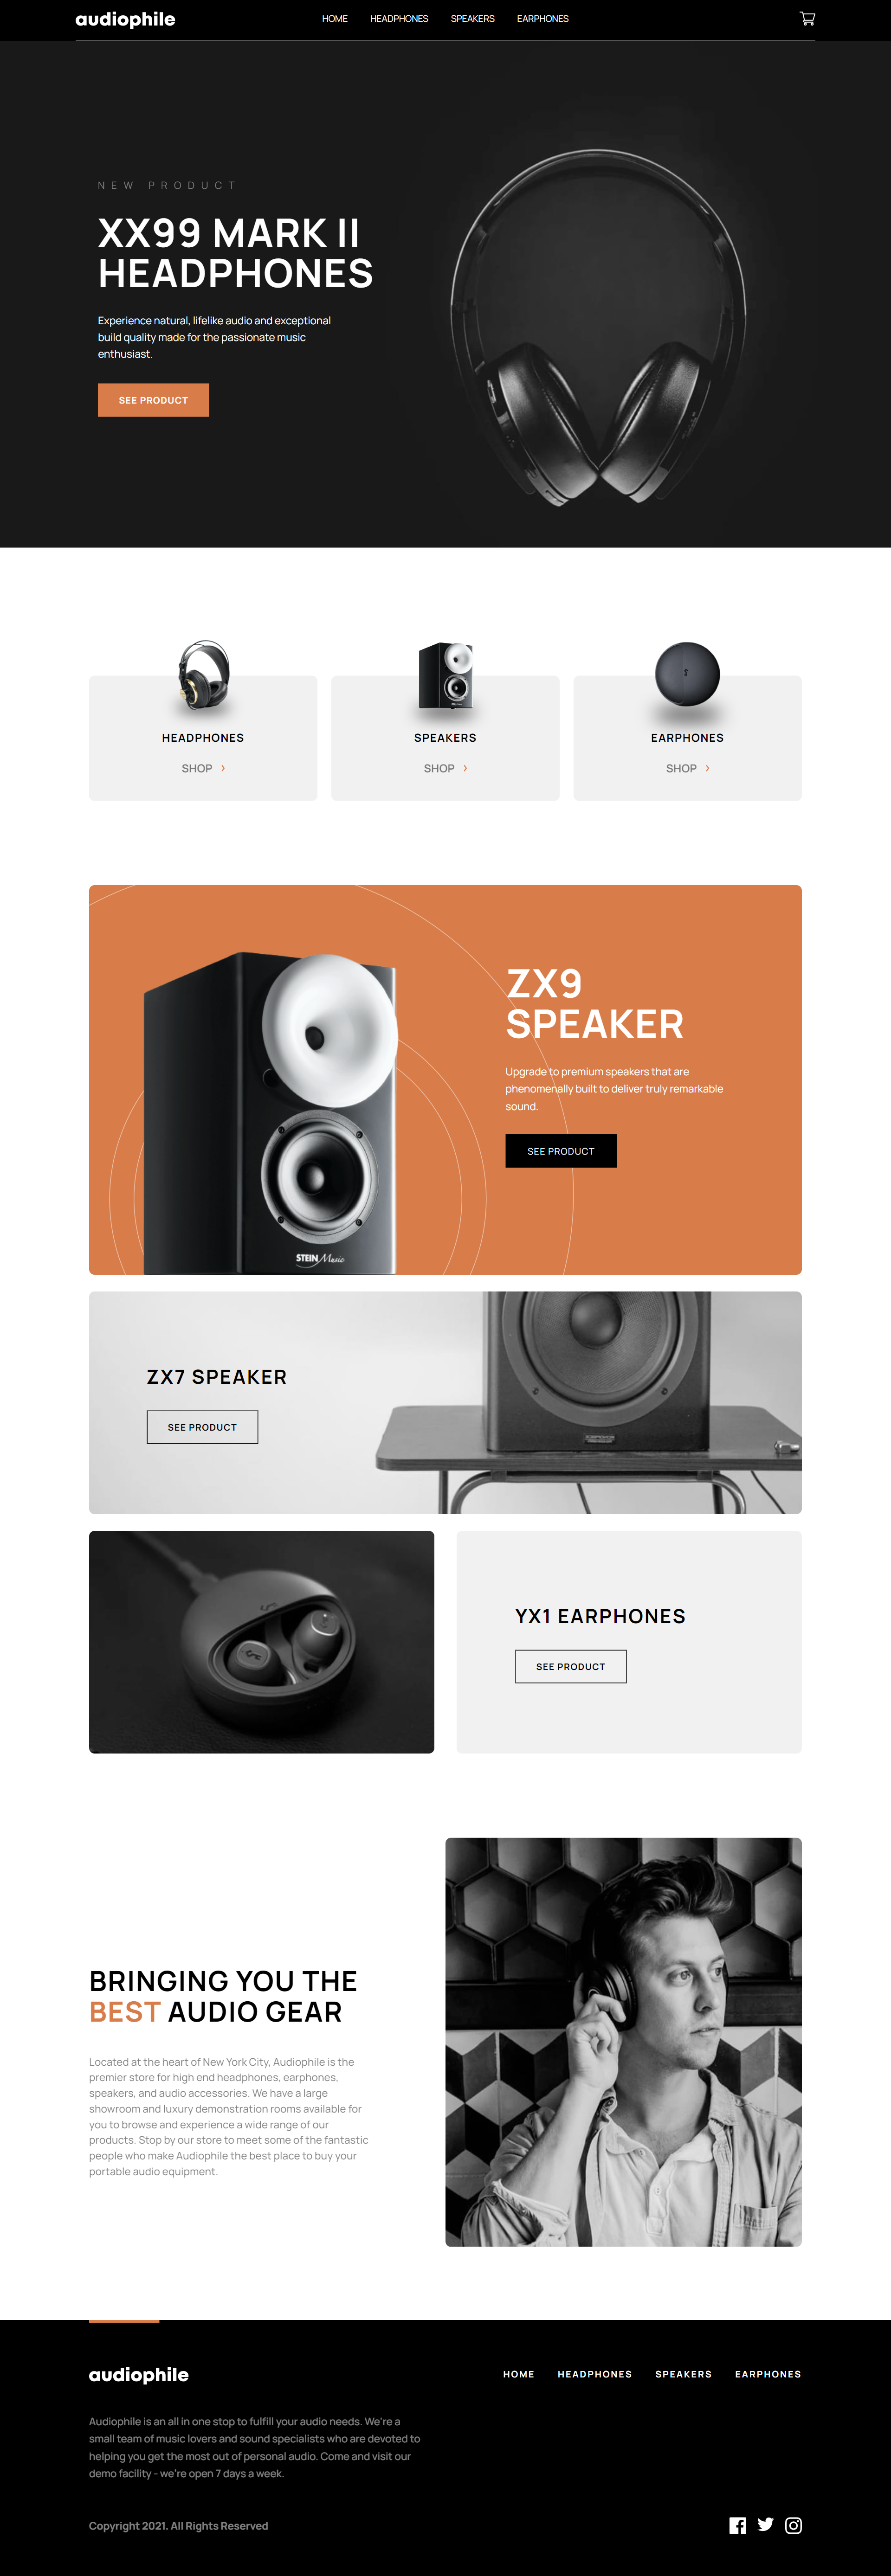 audiophile
HOME HEADPHONES SPEAKERS EARPHONES
NEW PRODUCT
XX99 MARK II
HEADPHONES
Experience natural, lifelike audio and exceptional
build quality made for the passionate music
enthusiast.
SEE PRODUCT
HEADPHONES
SHOP
SPEAKERS
SHOP
EARPHONES
SHOP
ZX9
SPEAKER
Upgrade to premium speakers that are
phenomenally built to deliver truly remarkable
sound.
SEE PRODUCT
STEIN Music
ZX7 SPEAKER
SEE PRODUCT
YX1 EARPHONES
SEE PRODUCT
BRINGING YOU THE
BEST AUDIO GEAR
Located at the heart of New York City, Audiophile is the
premier store for high end headphones, earphones,
speakers, and audio accessories. We have a large
showroom and luxury demonstration rooms available for
you to browse and experience a wide range of our
products. Stop by our store to meet some of the fantastic
people who make Audiophile the best place to buy your
portable audio equipment.
audiophile
HOME HEADPHONES SPEAKERS EARPHONES
Audiophile is an all in one stop to fulfill your audio needs. We're a
small team of music lovers and sound specialists who are devoted to
helping you get the most out of personal audio. Come and visit our
demo facility - we're open 7 days a week.
Copyright 2021. All Rights Reserved